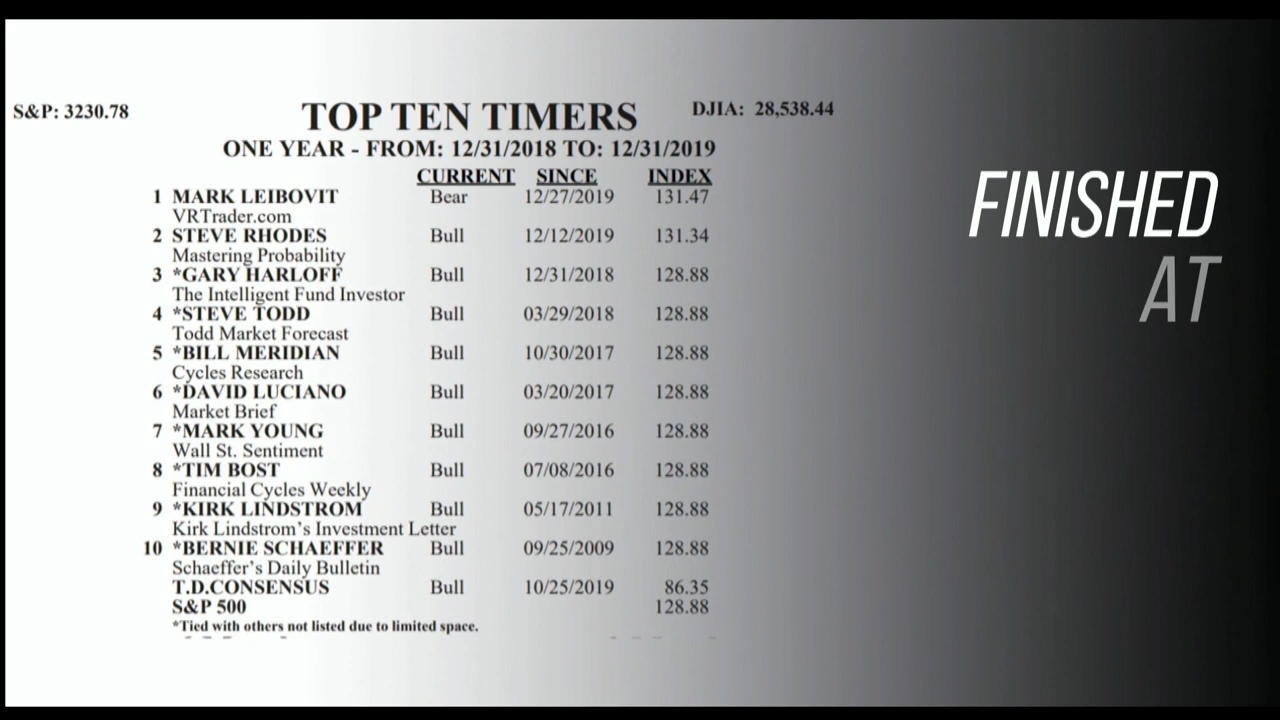 S&P: 3230.78
TOP TEN TIMERS
DJIA: 28,538.44
ONE YEAR - FROM: 12/31/2018 TO: 12/31/2019
CURRENT SINCE INDEX
1 MARK LEIBOVIT Bear 12/27/2019 131.47
VRTrader.com
2 STEVE RHODES Bull 12/12/2019 131.34
Mastering Probability
3 *GARY HARLOFF Bull 12/31/2018 128.88
The Intelligent Fund Investor
4 *STEVE TODD Bull 03/29/2018 128.88
Todd Market Forecast
5 *BILL MERIDIAN Bull 10/30/2017 128.88
Cycles Research
6 *DAVID LUCIANO Bull 03/20/2017 128.88
Market Brief
7 *MARK YOUNG Bull 09/27/2016 128.88
Wall St. Sentiment
8 *TIM BOST Bull 07/08/2016 128.88
Financial Cycles Weekly
9 *KIRK LINDSTROM Bull 05/17/2011 128.88
Kirk Lindstrom's Investment Letter
10 *BERNIE SCHAEFFER Bull 09/25/2009 128.88
Schaeffer's Daily Bulletin
T.D.CONSENSUS Bull 10/25/2019 86.35
S&P 500 128.88
*Tied with others not listed due to limited space.
FINISHED
AT